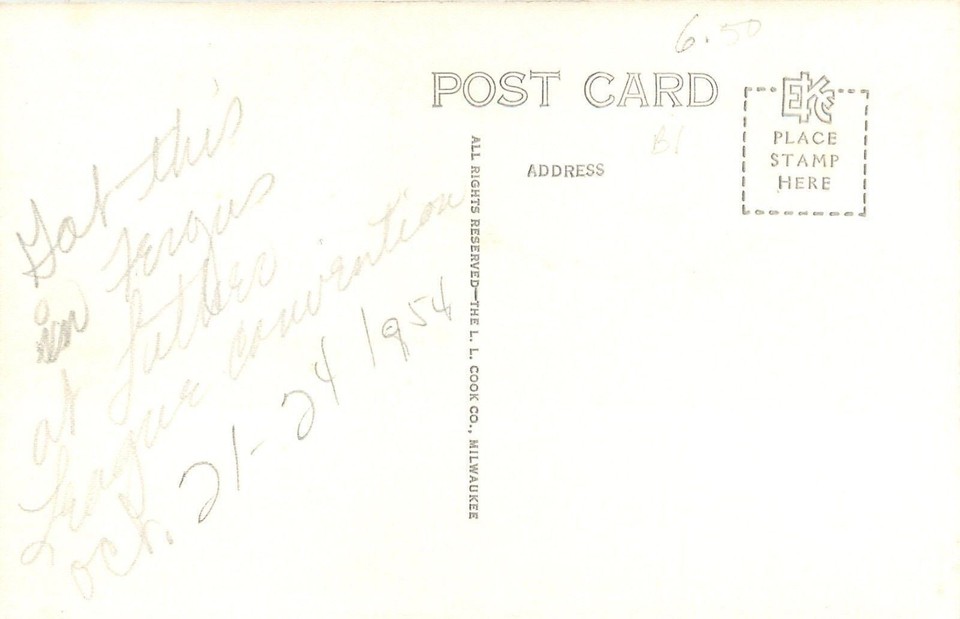 6.50
POST CARD
EKC
PLACE
STAMP
HERE
B1
ADDRESS
ALL RIGHTS RESERVED—THE L. L. COOK CO., MILWAUKEE
Got this
in Fergus
at Luther
League convention
Oct. 21-24 1954